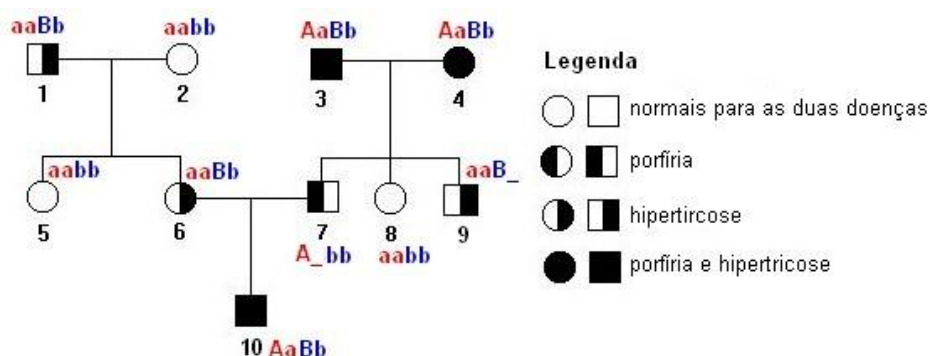 aaBb aabb AaBb AaBb
1 2 3 4
Legenda
normais para as duas doenças
porfíria
hipertircose
porfíria e hipertricose
aabb aaBb aaB_
5 6 7 8 9
A_bb aabb
10 AaBb